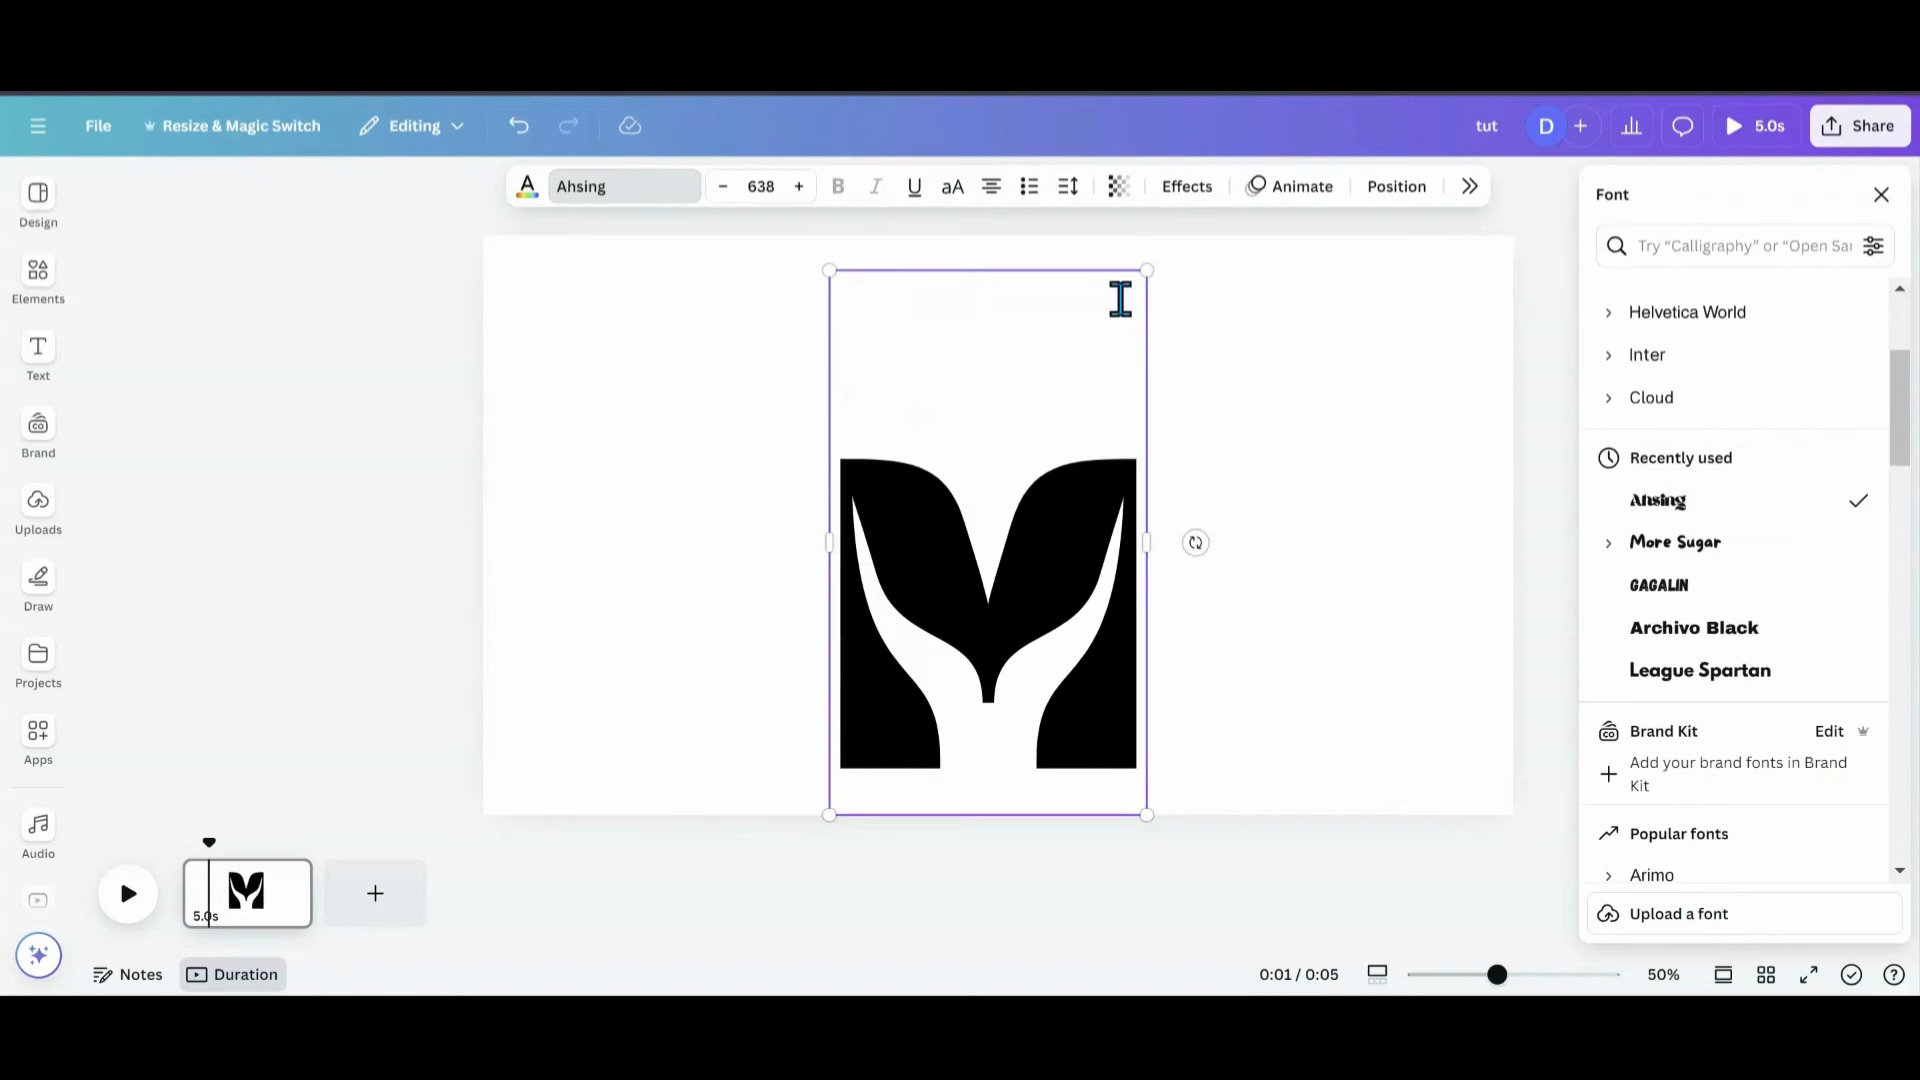 File
Resize & Magic Switch
Editing
tut
D
5.0s
Share
Design
Elements
Text
Brand
Uploads
Draw
Projects
Apps
Audio
A
Ahsing
− 638 +
B
I
U
aA
Effects
Animate
Position
M
Font
Try “Calligraphy” or “Open Sar
Helvetica World
Inter
Cloud
Recently used
Ahsing
More Sugar
GAGALIN
Archivo Black
League Spartan
Brand Kit
Edit
Add your brand fonts in Brand
Kit
Popular fonts
Arimo
Upload a font
M
5.0s
Notes
Duration
0:01 / 0:05
50%